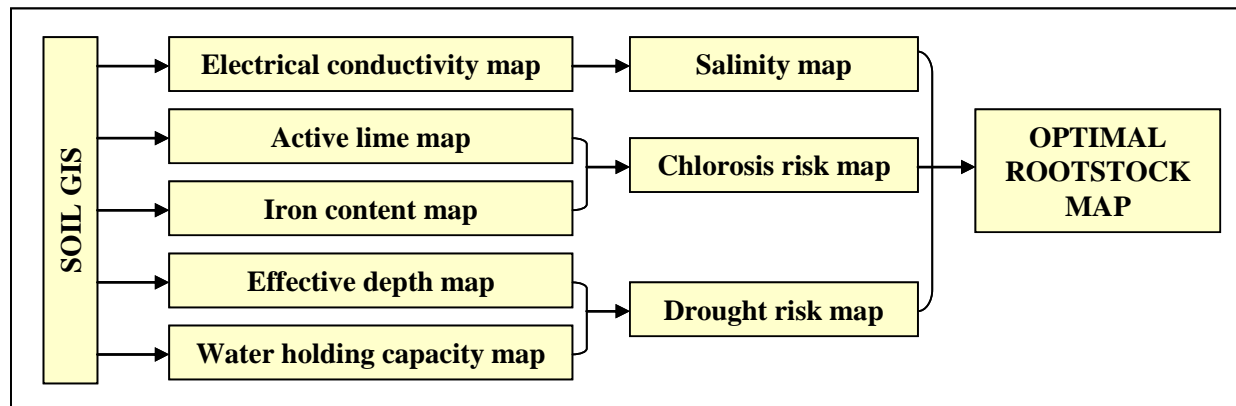 SOIL GIS
Electrical conductivity map
Active lime map
Iron content map
Effective depth map
Water holding capacity map
Salinity map
Chlorosis risk map
Drought risk map
OPTIMAL
ROOTSTOCK
MAP